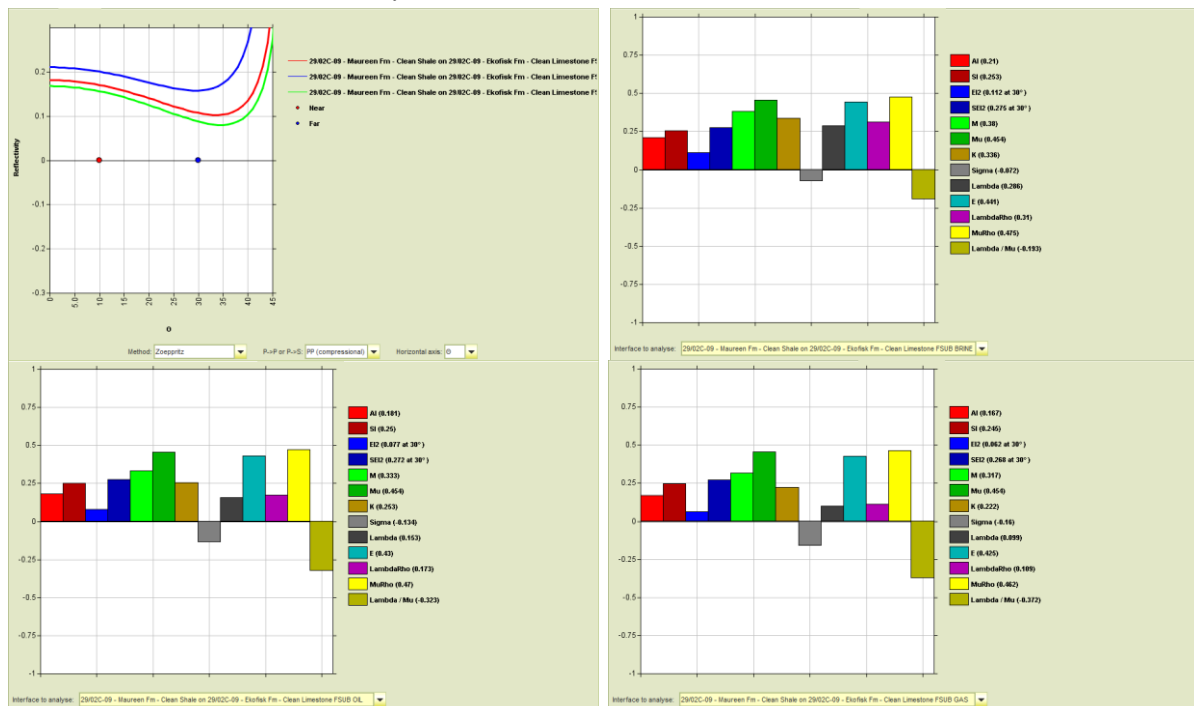 0.2
0.1
0
-0.1
-0.2
-0.3
Reflectivity
0
5.0
10
15
20
25
30
35
40
45
29/02C-09 - Maureen Fm - Clean Shale on 29/02C-09 - Ekofisk Fm - Clean Limestone FS
29/02C-09 - Maureen Fm - Clean Shale on 29/02C-09 - Ekofisk Fm - Clean Limestone FS
29/02C-09 - Maureen Fm - Clean Shale on 29/02C-09 - Ekofisk Fm - Clean Limestone FS
Near
Far
Method: Zoeppritz
P->P or P->S: PP (compressional)
Horizontal axis: Θ
1
0.75
0.5
0.25
0
-0.25
-0.5
-0.75
-1
AI (0.21)
SI (0.253)
EI2 (0.112 at 30°)
SEI2 (0.275 at 30°)
M (0.38)
Mu (0.454)
K (0.336)
Sigma (-0.072)
Lambda (0.286)
E (0.441)
LambdaRho (0.31)
MuRho (0.475)
Lambda / Mu (-0.193)
Interface to analyse: 29/02C-09 - Maureen Fm - Clean Shale on 29/02C-09 - Ekofisk Fm - Clean Limestone FSUB BRINE
1
0.75
0.5
0.25
0
-0.25
-0.5
-0.75
-1
AI (0.181)
SI (0.25)
EI2 (0.077 at 30°)
SEI2 (0.272 at 30°)
M (0.333)
Mu (0.454)
K (0.253)
Sigma (-0.134)
Lambda (0.153)
E (0.43)
LambdaRho (0.173)
MuRho (0.47)
Lambda / Mu (-0.323)
Interface to analyse: 29/02C-09 - Maureen Fm - Clean Shale on 29/02C-09 - Ekofisk Fm - Clean Limestone FSUB OIL
1
0.75
0.5
0.25
0
-0.25
-0.5
-0.75
-1
AI (0.167)
SI (0.245)
EI2 (0.062 at 30°)
SEI2 (0.268 at 30°)
M (0.317)
Mu (0.454)
K (0.222)
Sigma (-0.16)
Lambda (0.099)
E (0.425)
LambdaRho (0.109)
MuRho (0.462)
Lambda / Mu (-0.372)
Interface to analyse: 29/02C-09 - Maureen Fm - Clean Shale on 29/02C-09 - Ekofisk Fm - Clean Limestone FSUB GAS